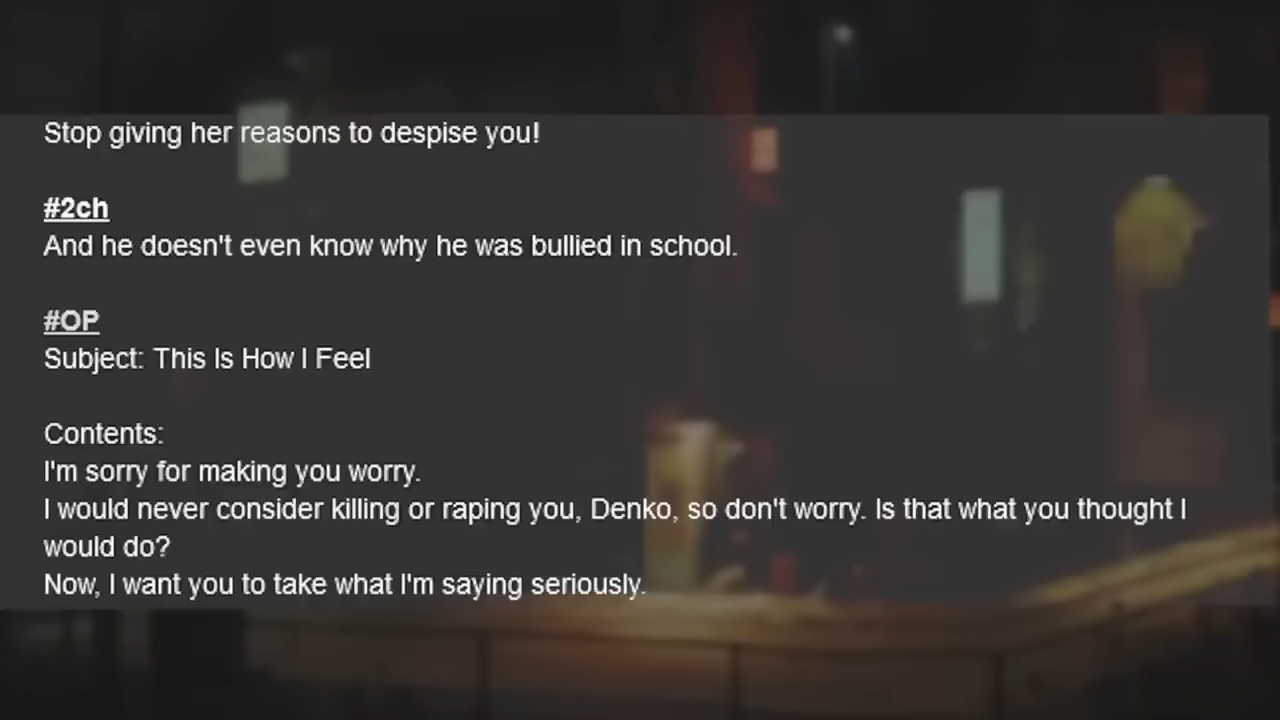 Stop giving her reasons to despise you!
#2ch
And he doesn't even know why he was bullied in school.
#OP
Subject: This Is How I Feel
Contents:
I'm sorry for making you worry.
I would never consider killing or raping you, Denko, so don't worry. Is that what you thought I
would do?
Now, I want you to take what I'm saying seriously.